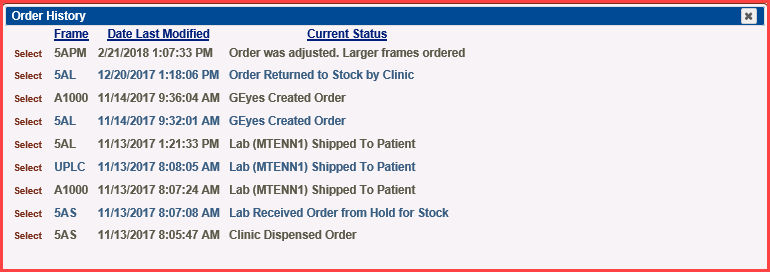 Order History
Frame Date Last Modified Current Status
Select 5APM 2/21/2018 1:07:33 PM Order was adjusted. Larger frames ordered
Select 5AL 12/20/2017 1:18:06 PM Order Returned to Stock by Clinic
Select A1000 11/14/2017 9:36:04 AM GEyes Created Order
Select 5AL 11/14/2017 9:32:01 AM GEyes Created Order
Select 5AL 11/13/2017 1:21:33 PM Lab (MTENN1) Shipped To Patient
Select UPLC 11/13/2017 8:08:05 AM Lab (MTENN1) Shipped To Patient
Select A1000 11/13/2017 8:07:24 AM Lab (MTENN1) Shipped To Patient
Select 5AS 11/13/2017 8:07:08 AM Lab Received Order from Hold for Stock
Select 5AS 11/13/2017 8:05:47 AM Clinic Dispensed Order